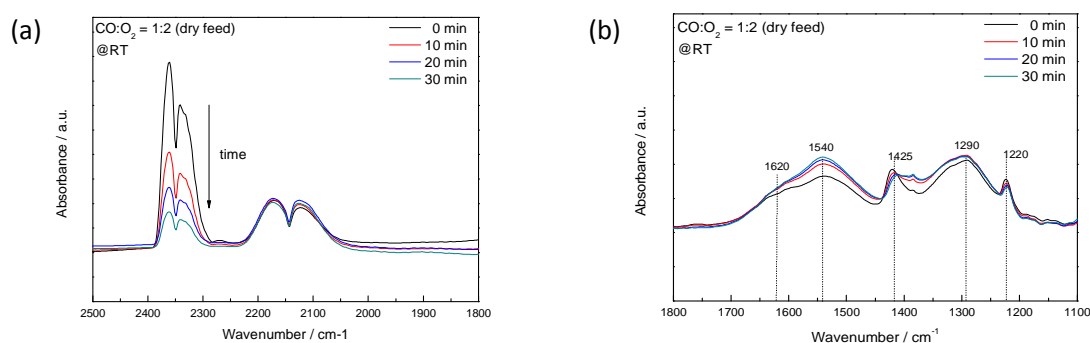 (a)
CO:O₂ = 1:2 (dry feed)
@RT
0 min
10 min
20 min
30 min
time
Absorbance / a.u.
2500 2400 2300 2200 2100 2000 1900 1800
Wavenumber / cm-1
(b)
CO:O₂ = 1:2 (dry feed)
@RT
0 min
10 min
20 min
30 min
1620 1540 1425 1290 1220
Absorbance / a.u.
1800 1700 1600 1500 1400 1300 1200 1100
Wavenumber / cm⁻¹